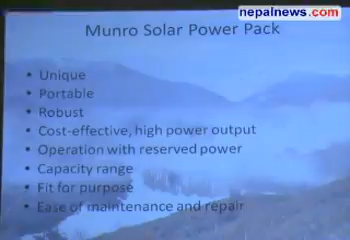 nepalnews.com
Munro Solar Power Pack
• Unique
• Portable
• Robust
• Cost-effective, high power output
• Operation with reserved power
• Capacity range
• Fit for purpose
• Ease of maintenance and repair